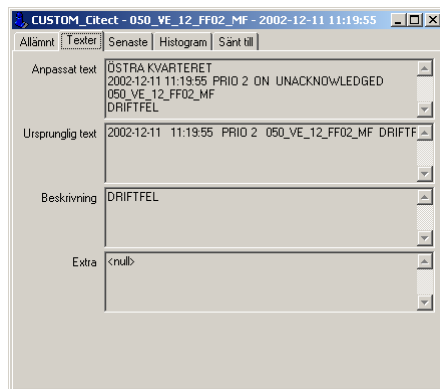 CUSTOM_Citect - 050_VE_12_FF02_MF - 2002-12-11 11:19:55
Allämnt Texter Senaste Histogram Sänt till
Anpassat text
ÖSTRA KVARTERET
2002-12-11 11:19:55 PRIO 2 ON UNACKNOWLEDGED
050_VE_12_FF02_MF
DRIFTFEL
Ursprunglig text
2002-12-11 11:19:55 PRIO 2 050_VE_12_FF02_MF DRIFTF
Beskrivning
DRIFTFEL
Extra
<null>